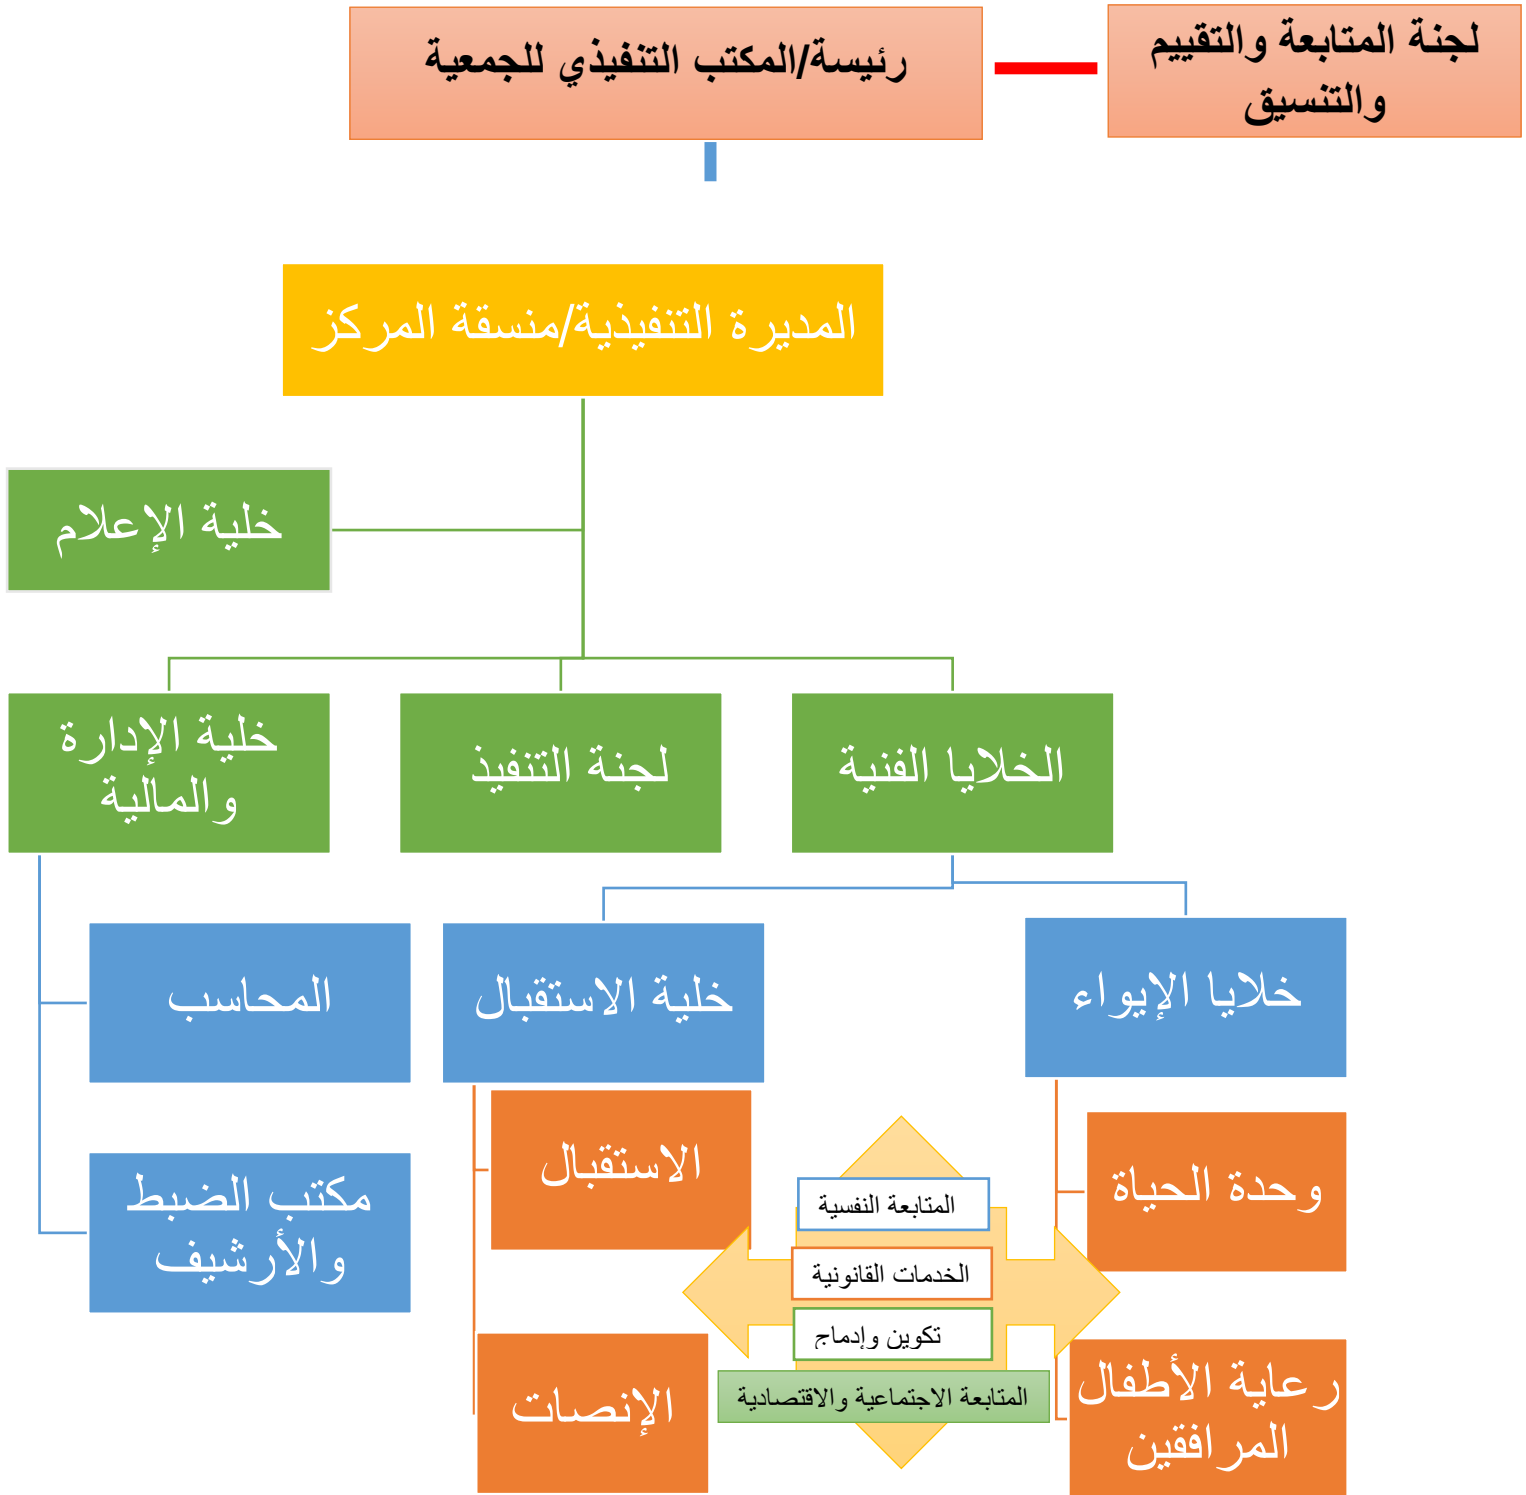 لجنة المتابعة والتقييم
والتنسيق
رئيسة/المكتب التنفيذي للجمعية
المديرة التنفيذية/منسقة المركز
خلية الإعلام
الخلايا الفنية
لجنة التنفيذ
خلية الإدارة
والمالية
خلايا الإيواء
خلية الاستقبال
المحاسب
وحدة الحياة
الاستقبال
مكتب الضبط
والأرشيف
المتابعة النفسية
الخدمات القانونية
تكوين وإدماج
المتابعة الاجتماعية والاقتصادية
رعاية الأطفال
المرافقين
الإنصات